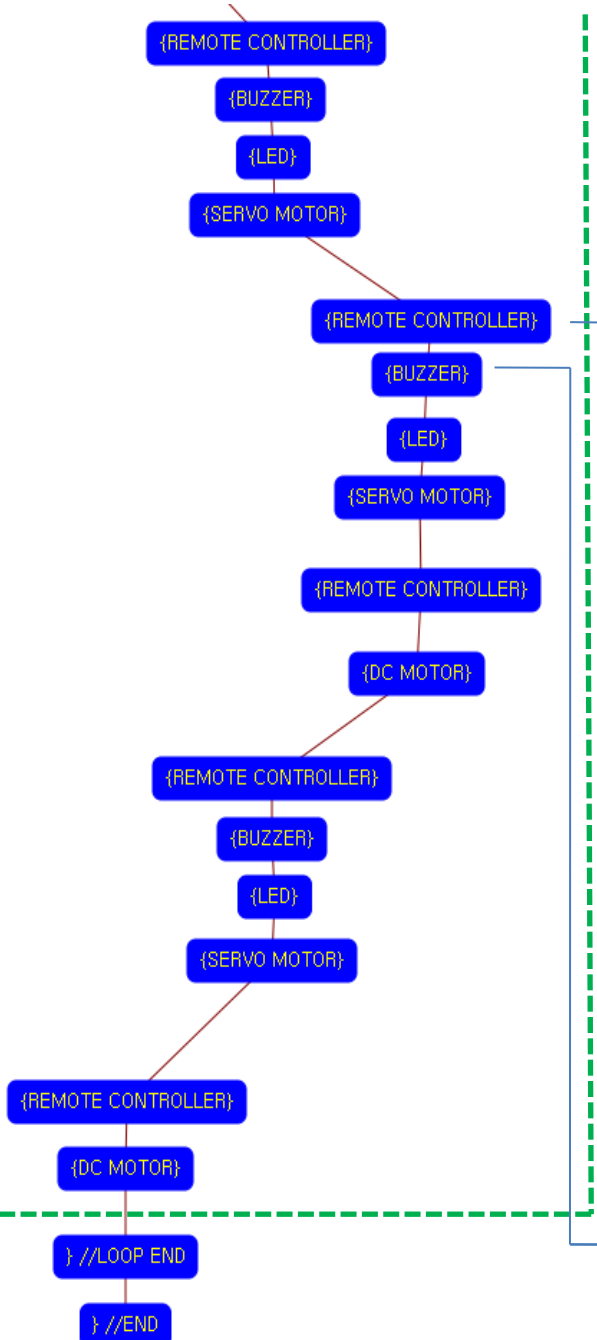 {REMOTE CONTROLLER}
{BUZZER}
{LED}
{SERVO MOTOR}
{REMOTE CONTROLLER}
{BUZZER}
{LED}
{SERVO MOTOR}
{REMOTE CONTROLLER}
{DC MOTOR}
{REMOTE CONTROLLER}
{BUZZER}
{LED}
{SERVO MOTOR}
{REMOTE CONTROLLER}
{DC MOTOR}
} //LOOP END
} //END